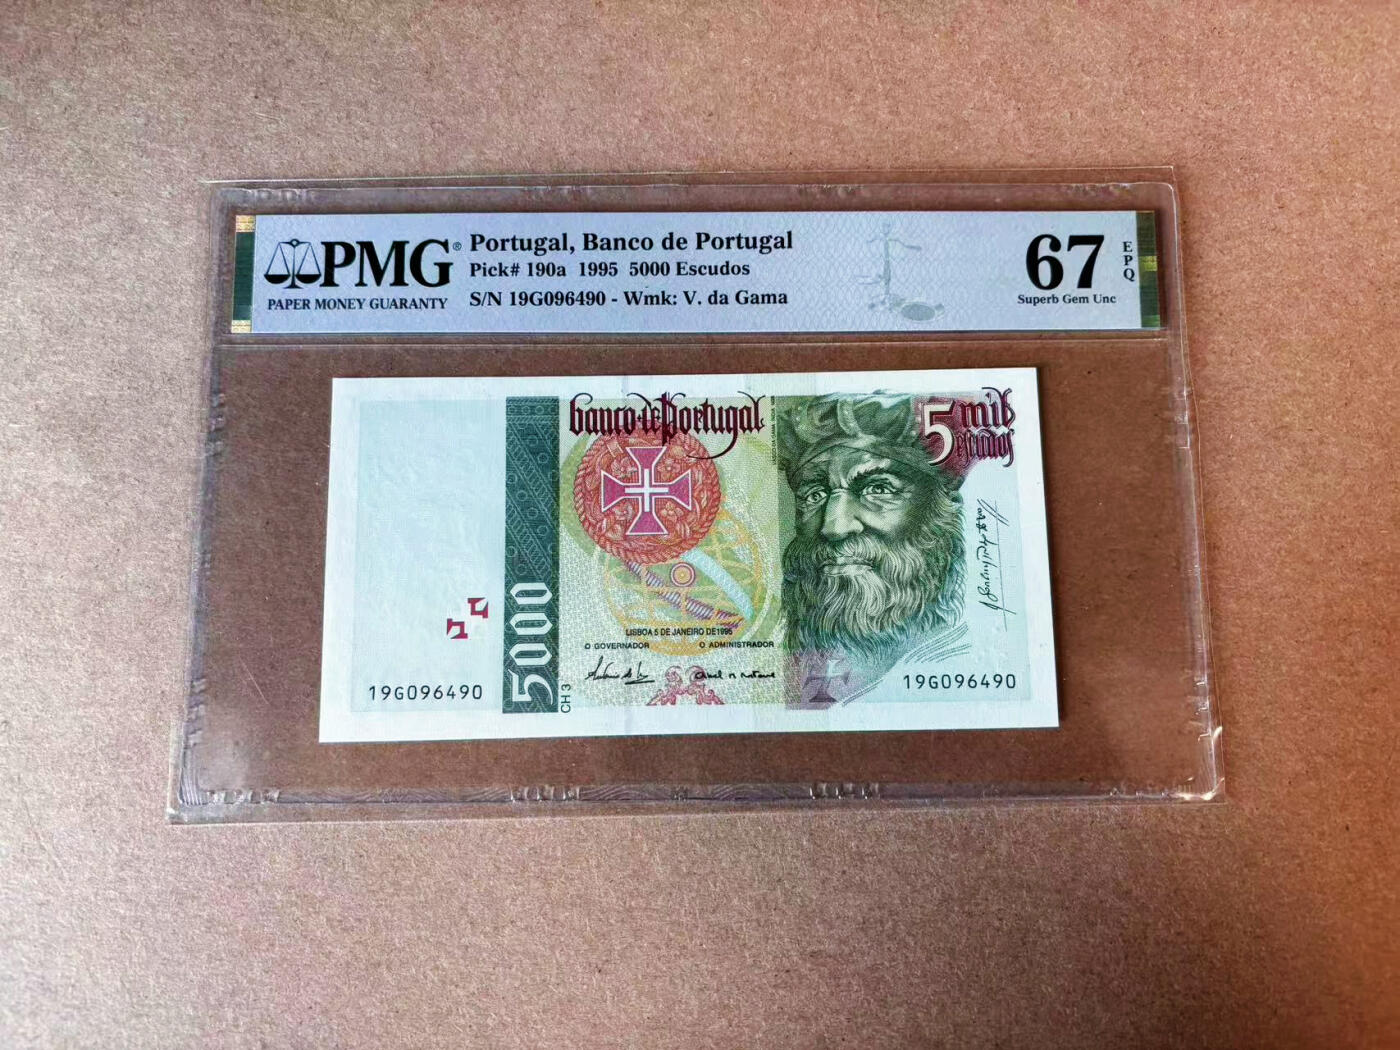 PMG®
PAPER MONEY GUARANTY
Portugal, Banco de Portugal
Pick# 190a 1995 5000 Escudos
S/N 19G096490 - Wmk: V. da Gama
67
EPQ
Superb Gem Unc
banco de Portugal
5 mil
escudos
5000
CH 3
LISBOA 5 DE JANEIRO DE 1995
O GOVERNADOR O ADMINISTRADOR
19G096490
19G096490